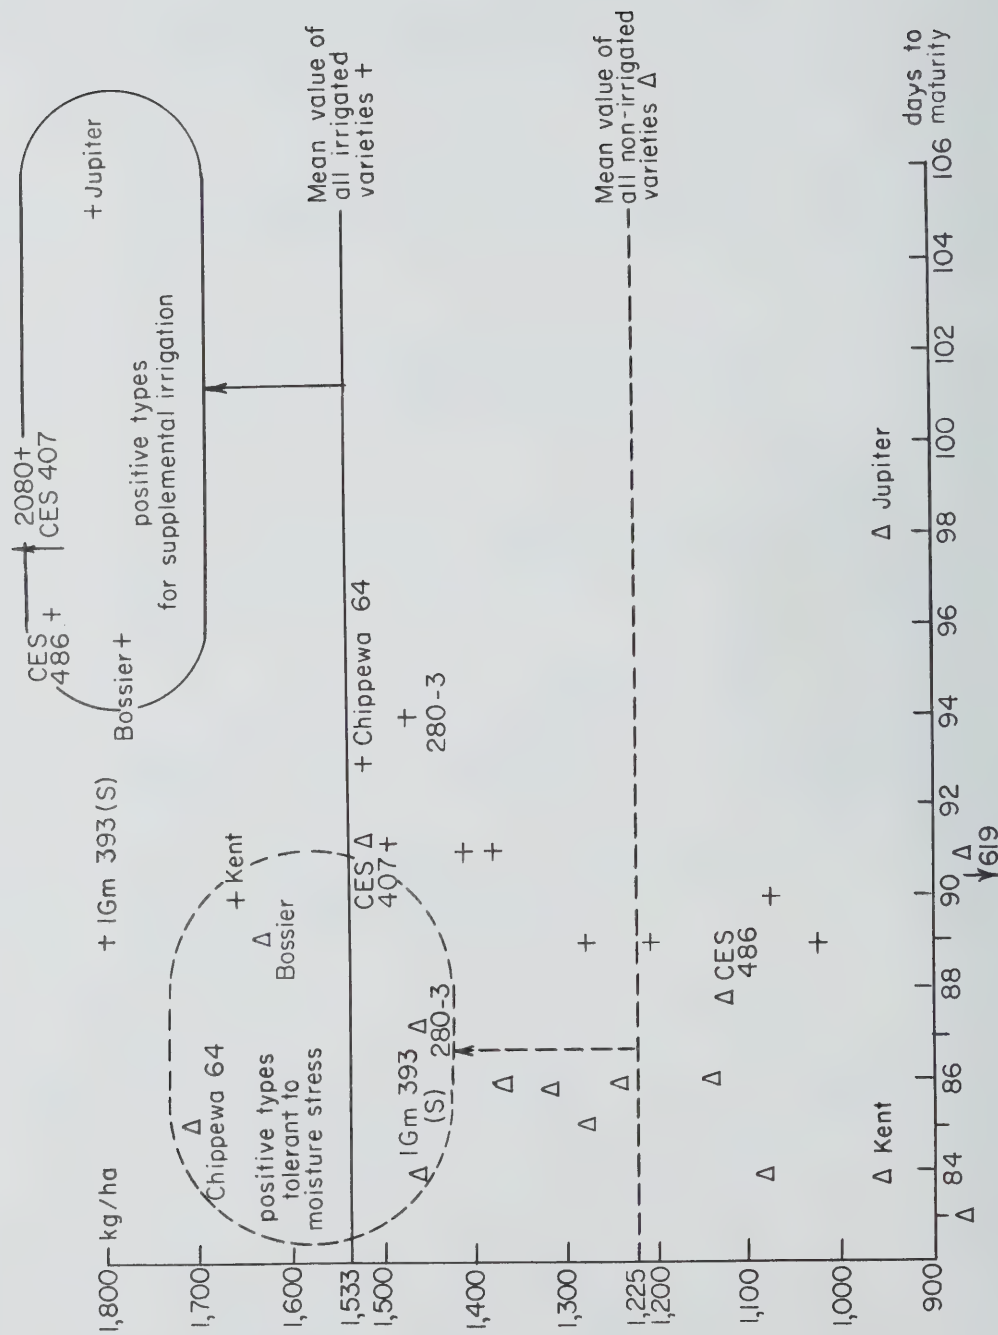 2080+
CES 407
CES
486 +
1,800
kg/ha
+ IGm 393 (S)
Bossier+
+ Jupiter
positive types
for supplemental irrigation
1,700
Chippewa 64
+ Kent
Bossier
positive types
tolerant to
moisture stress
1,600
1,533
Mean value of
all irrigated
varieties +
+ Chippewa 64
CES Δ
407+
1,500
IGm 393
(S)
280-3
280-3
1,400
1,300
1,225
Mean value of
all non-irrigated
varieties Δ
1,200
CES
486
1,100
1,000
Kent
Jupiter
900
84
86
88
90
92
94
96
98
100
102
104
106
days to
maturity
619